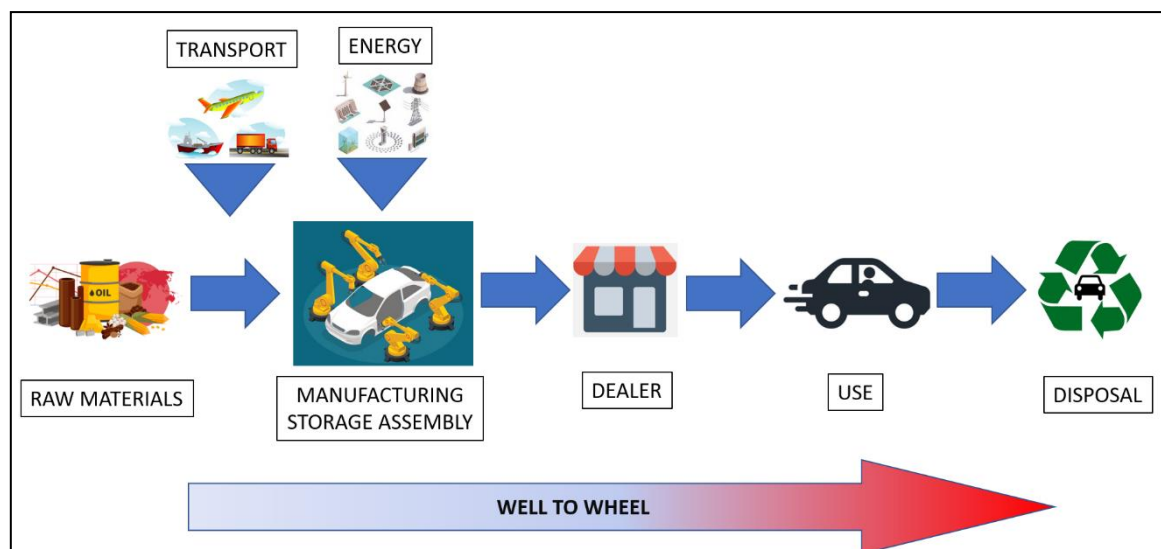 TRANSPORT
ENERGY
OIL
RAW MATERIALS
MANUFACTURING
STORAGE ASSEMBLY
DEALER
USE
DISPOSAL
WELL TO WHEEL